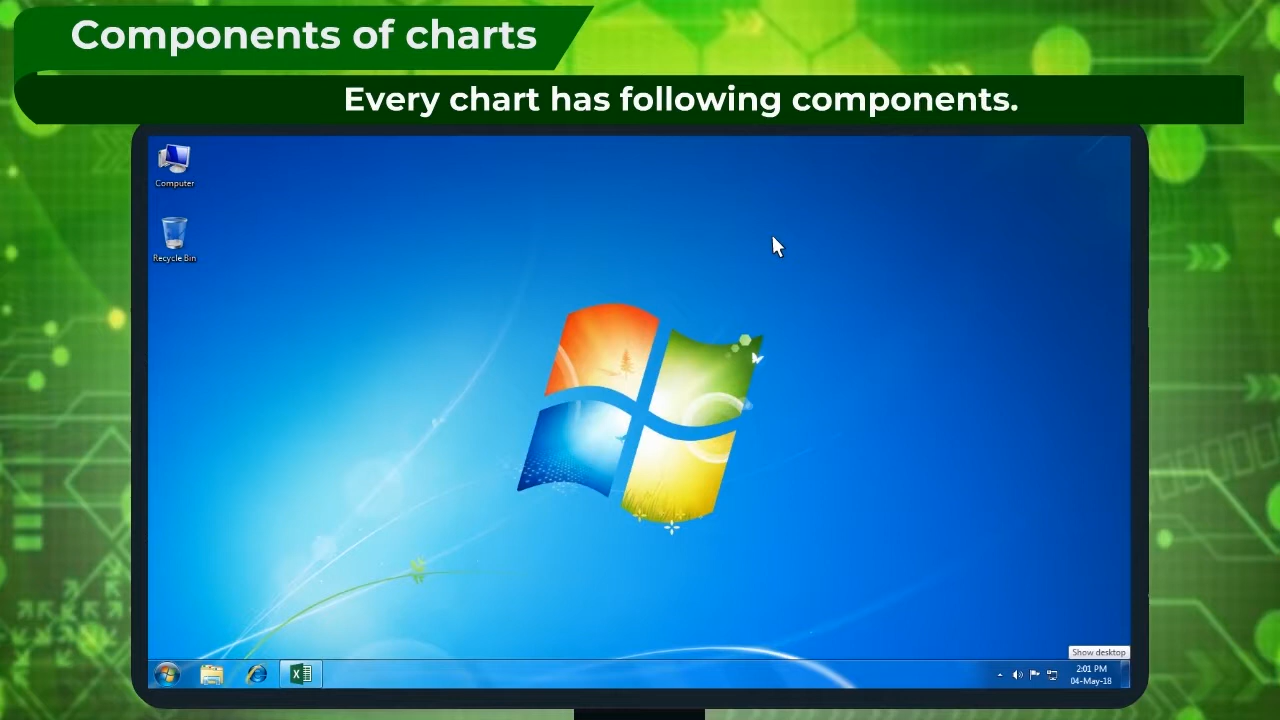 Components of charts
Every chart has following components.
Computer
Recycle Bin
Show desktop
2:01 PM
04-May-18